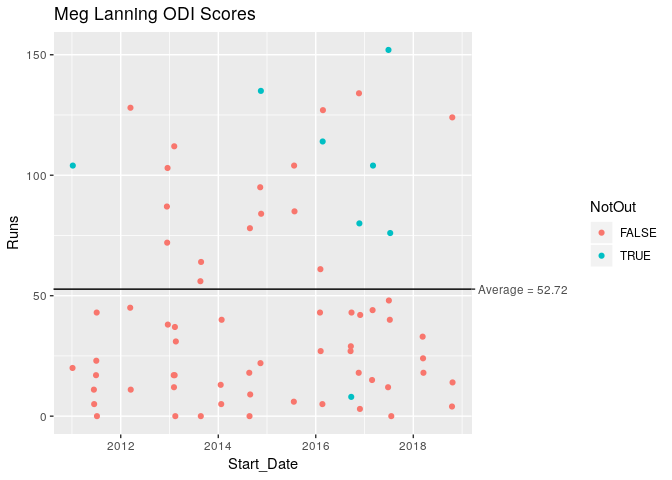 Meg Lanning ODI Scores
150
100
50
0
Runs
2012 2014 2016 2018
Start_Date
Average = 52.72
NotOut
FALSE
TRUE